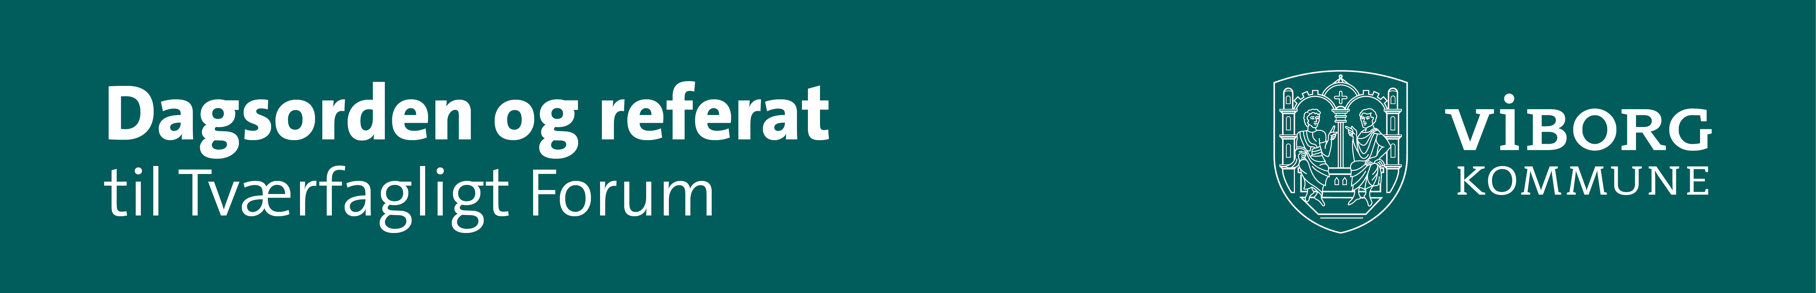 Dagsorden og referat
til Tværfagligt Forum
VIBORG
KOMMUNE